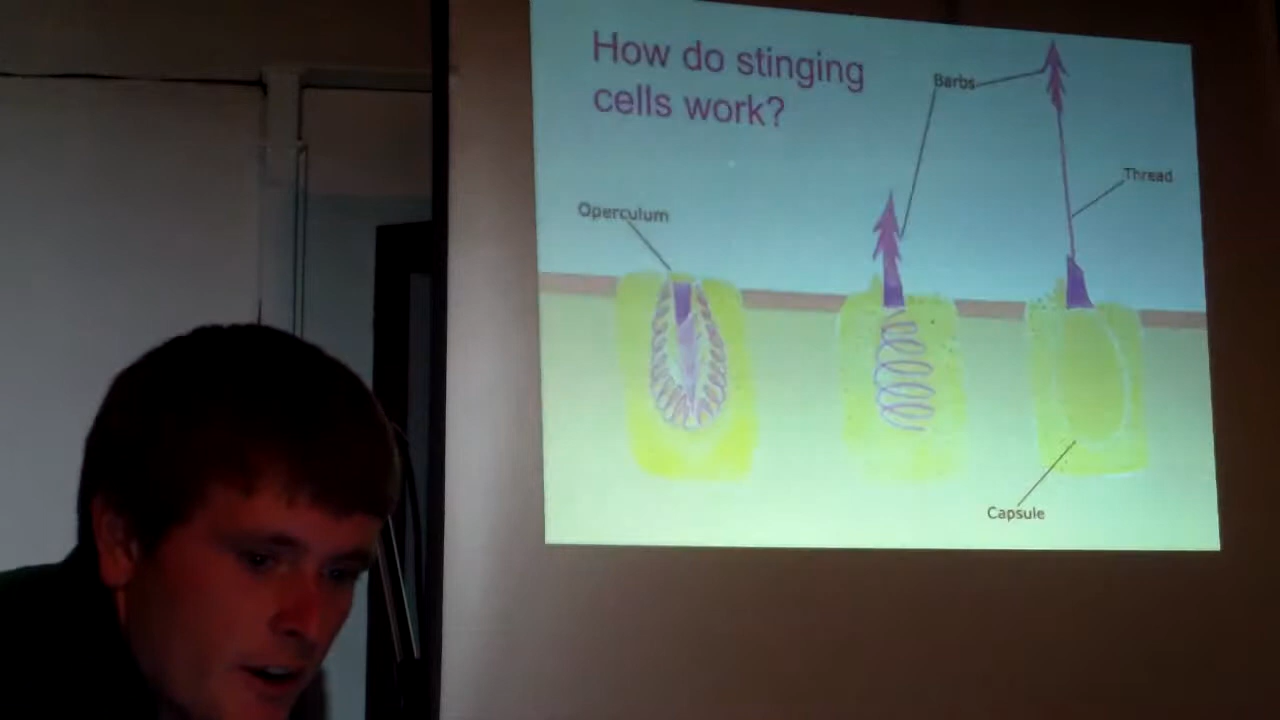 How do stinging
cells work?
Barbs
Thread
Operculum
Capsule